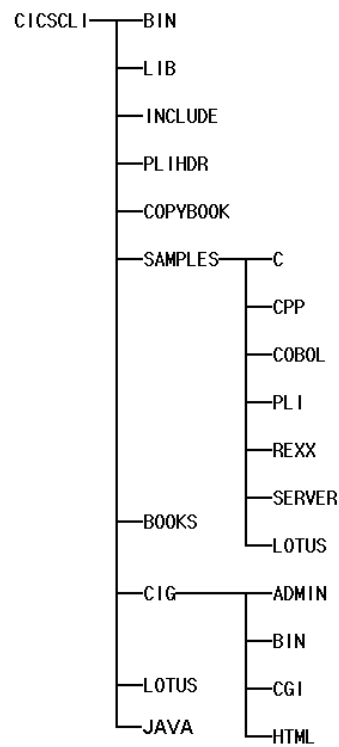 CICSCLI BIN
LIB
INCLUDE
PLIHDR
COPYBOOK
SAMPLES C
CPP
COBOL
PLI
REXX
SERVER
BOOKS
LOTUS
CIG ADMIN
BIN
LOTUS
CGI
JAVA
HTML